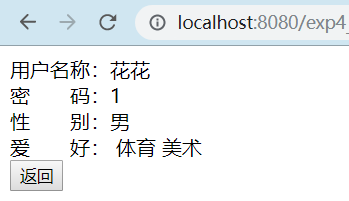 localhost:8080/exp4_
用户名称：花花
密　　码：1
性　　别：男
爱　　好： 体育 美术
返回